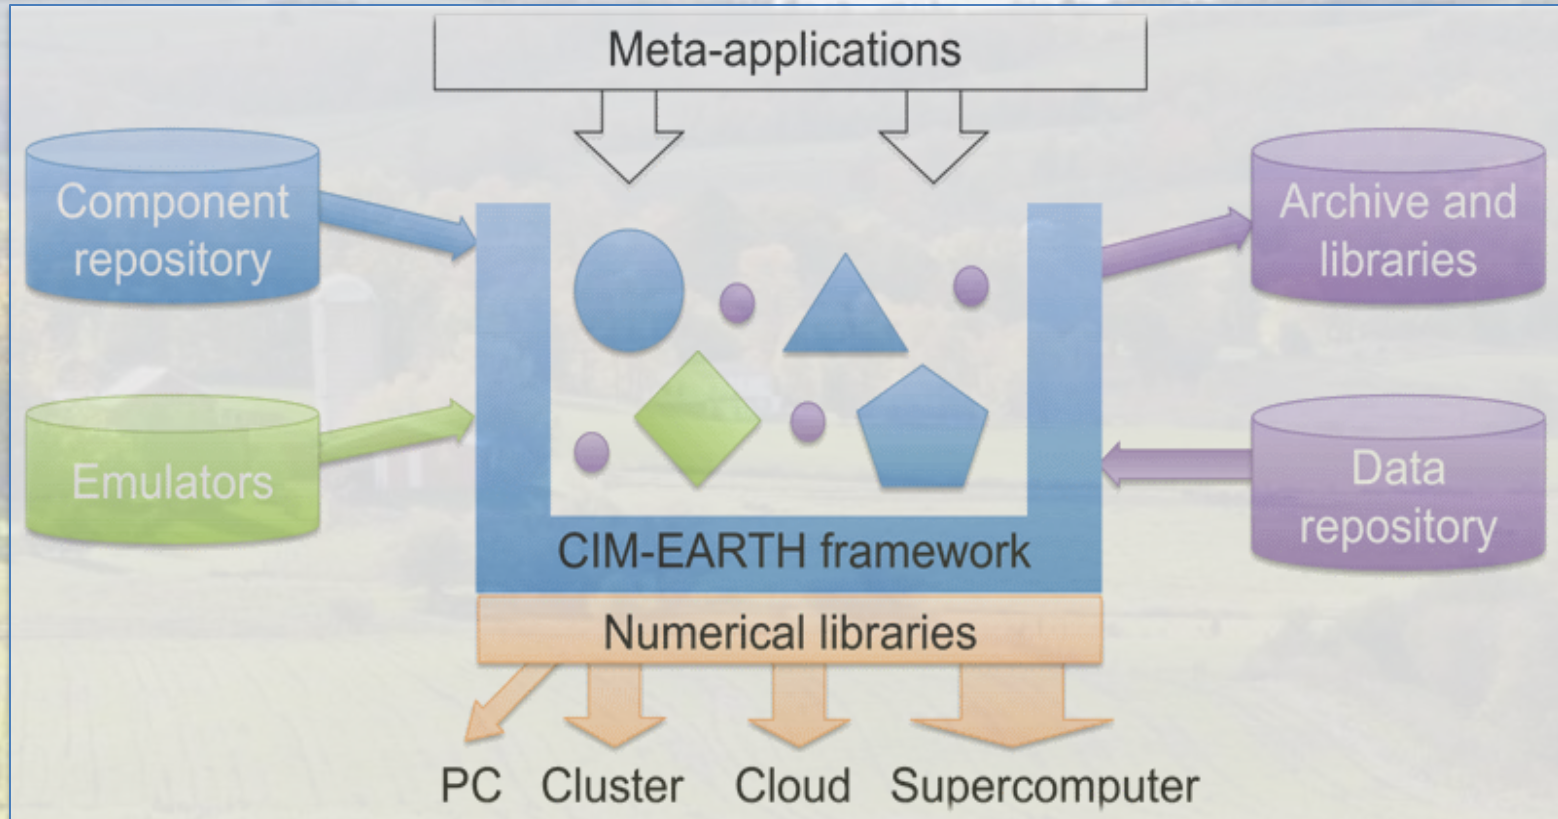 Meta-applications
Component
repository
Archive and
libraries
Emulators
Data
repository
CIM-EARTH framework
Numerical libraries
PC Cluster Cloud Supercomputer